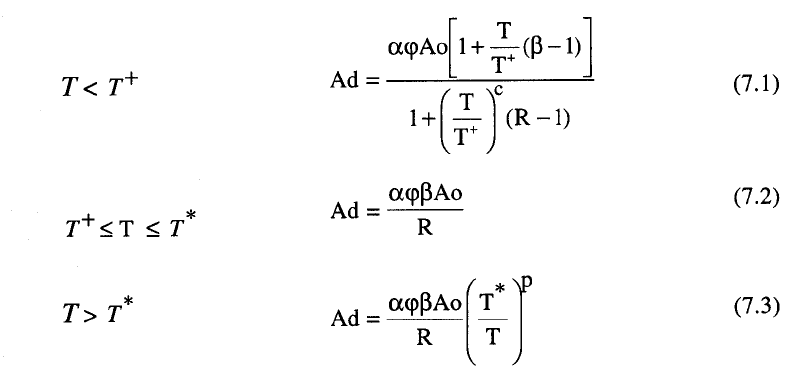 T < T⁺    Ad = αφAo[1 + T/T⁺ (β − 1)] / 1 + (T/T⁺)ᶜ (R − 1)    (7.1)
T⁺ ≤ T ≤ T*    Ad = αφβAo / R    (7.2)
T > T*    Ad = αφβAo / R (T*/T)ᵖ    (7.3)